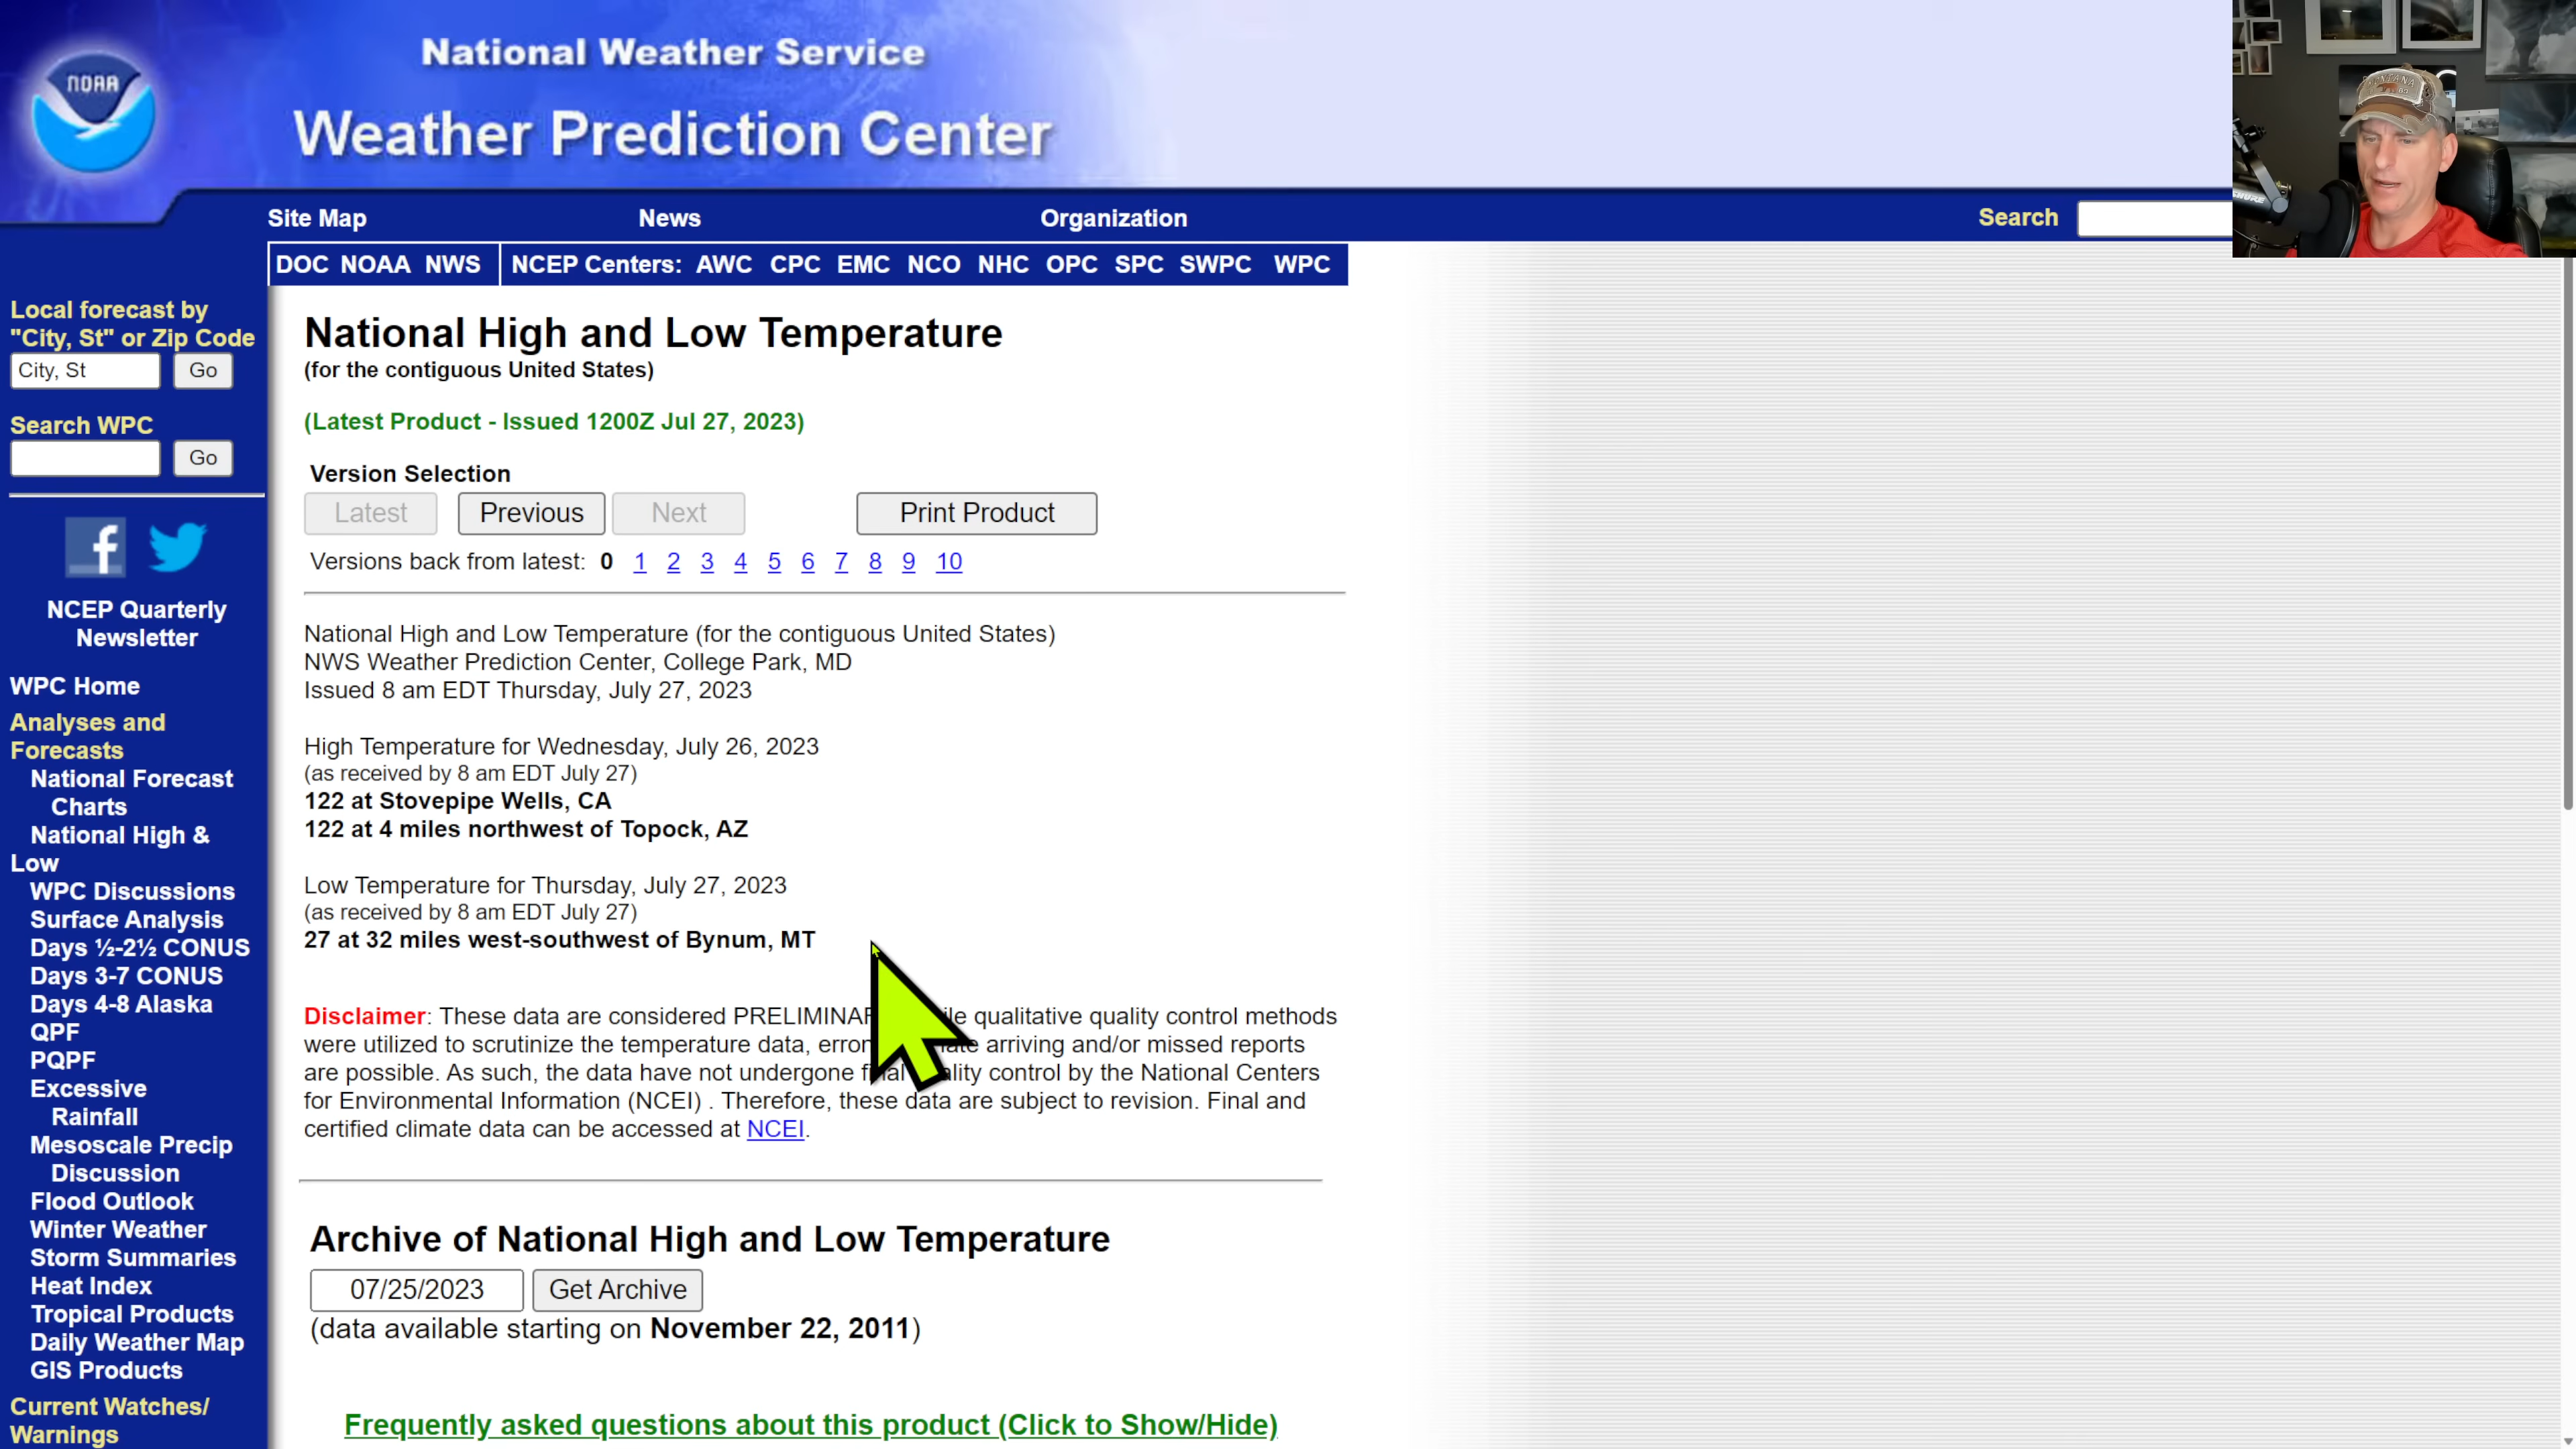 NOAA
National Weather Service
Weather Prediction Center
Site Map News Organization Search
DOC NOAA NWS NCEP Centers: AWC CPC EMC NCO NHC OPC SPC SWPC WPC
Local forecast by
"City, St" or Zip Code
City, St Go
Search WPC
Go
NCEP Quarterly
Newsletter
WPC Home
Analyses and
Forecasts
National Forecast
Charts
National High &
Low
WPC Discussions
Surface Analysis
Days ½-2½ CONUS
Days 3-7 CONUS
Days 4-8 Alaska
QPF
PQPF
Excessive
Rainfall
Mesoscale Precip
Discussion
Flood Outlook
Winter Weather
Storm Summaries
Heat Index
Tropical Products
Daily Weather Map
GIS Products
Current Watches/
Warnings
National High and Low Temperature
(for the contiguous United States)
(Latest Product - Issued 1200Z Jul 27, 2023)
Version Selection
Latest Previous Next Print Product
Versions back from latest: 0 1 2 3 4 5 6 7 8 9 10
National High and Low Temperature (for the contiguous United States)
NWS Weather Prediction Center, College Park, MD
Issued 8 am EDT Thursday, July 27, 2023
High Temperature for Wednesday, July 26, 2023
(as received by 8 am EDT July 27)
122 at Stovepipe Wells, CA
122 at 4 miles northwest of Topock, AZ
Low Temperature for Thursday, July 27, 2023
(as received by 8 am EDT July 27)
27 at 32 miles west-southwest of Bynum, MT
Disclaimer: These data are considered qualitative quality control methods
were utilized to scrutinize the temperature data, arriving and/or missed reports
are possible. As such, the data have not undergone control by the National Centers
for Environmental Information (NCEI) . Therefore, these data are subject to revision. Final and
certified climate data can be accessed at NCEI.
Archive of National High and Low Temperature
07/25/2023 Get Archive
(data available starting on November 22, 2011)
Frequently asked questions about this product (Click to Show/Hide)